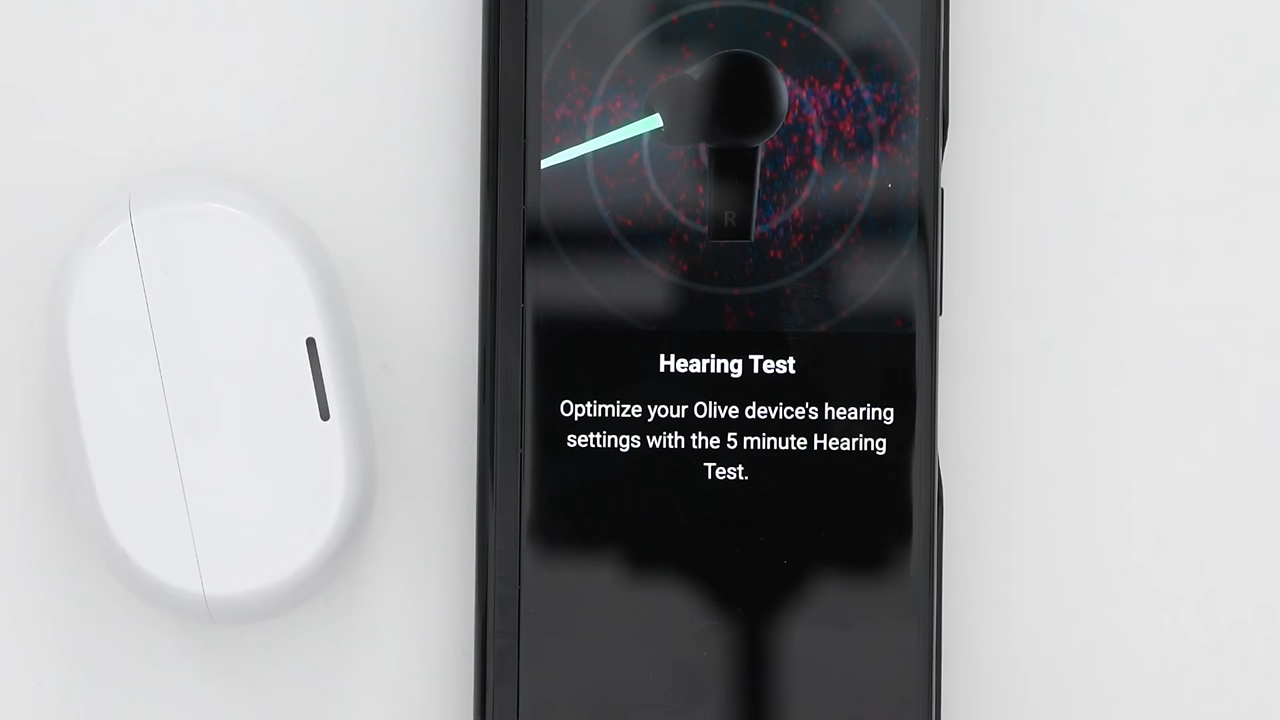 R
Hearing Test
Optimize your Olive device's hearing
settings with the 5 minute Hearing
Test.